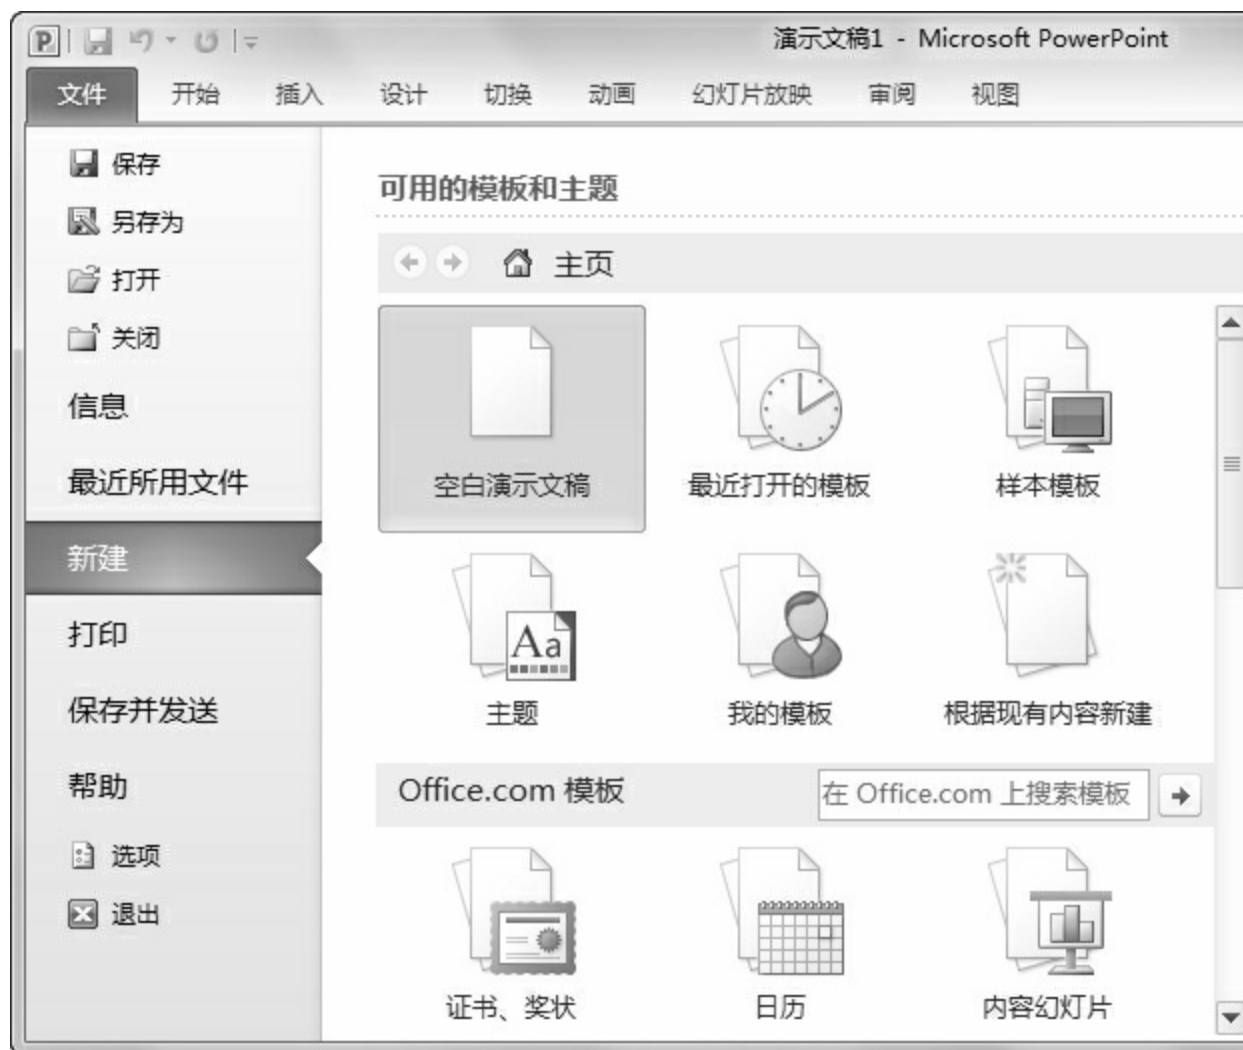 演示文稿1 - Microsoft PowerPoint
文件 开始 插入 设计 切换 动画 幻灯片放映 审阅 视图
保存
另存为
打开
关闭
信息
最近所用文件
新建
打印
保存并发送
帮助
选项
退出
可用的模板和主题
主页
空白演示文稿 最近打开的模板 样本模板
Aa
主题 我的模板 根据现有内容新建
Office.com 模板 在 Office.com 上搜索模板
证书、奖状 日历 内容幻灯片